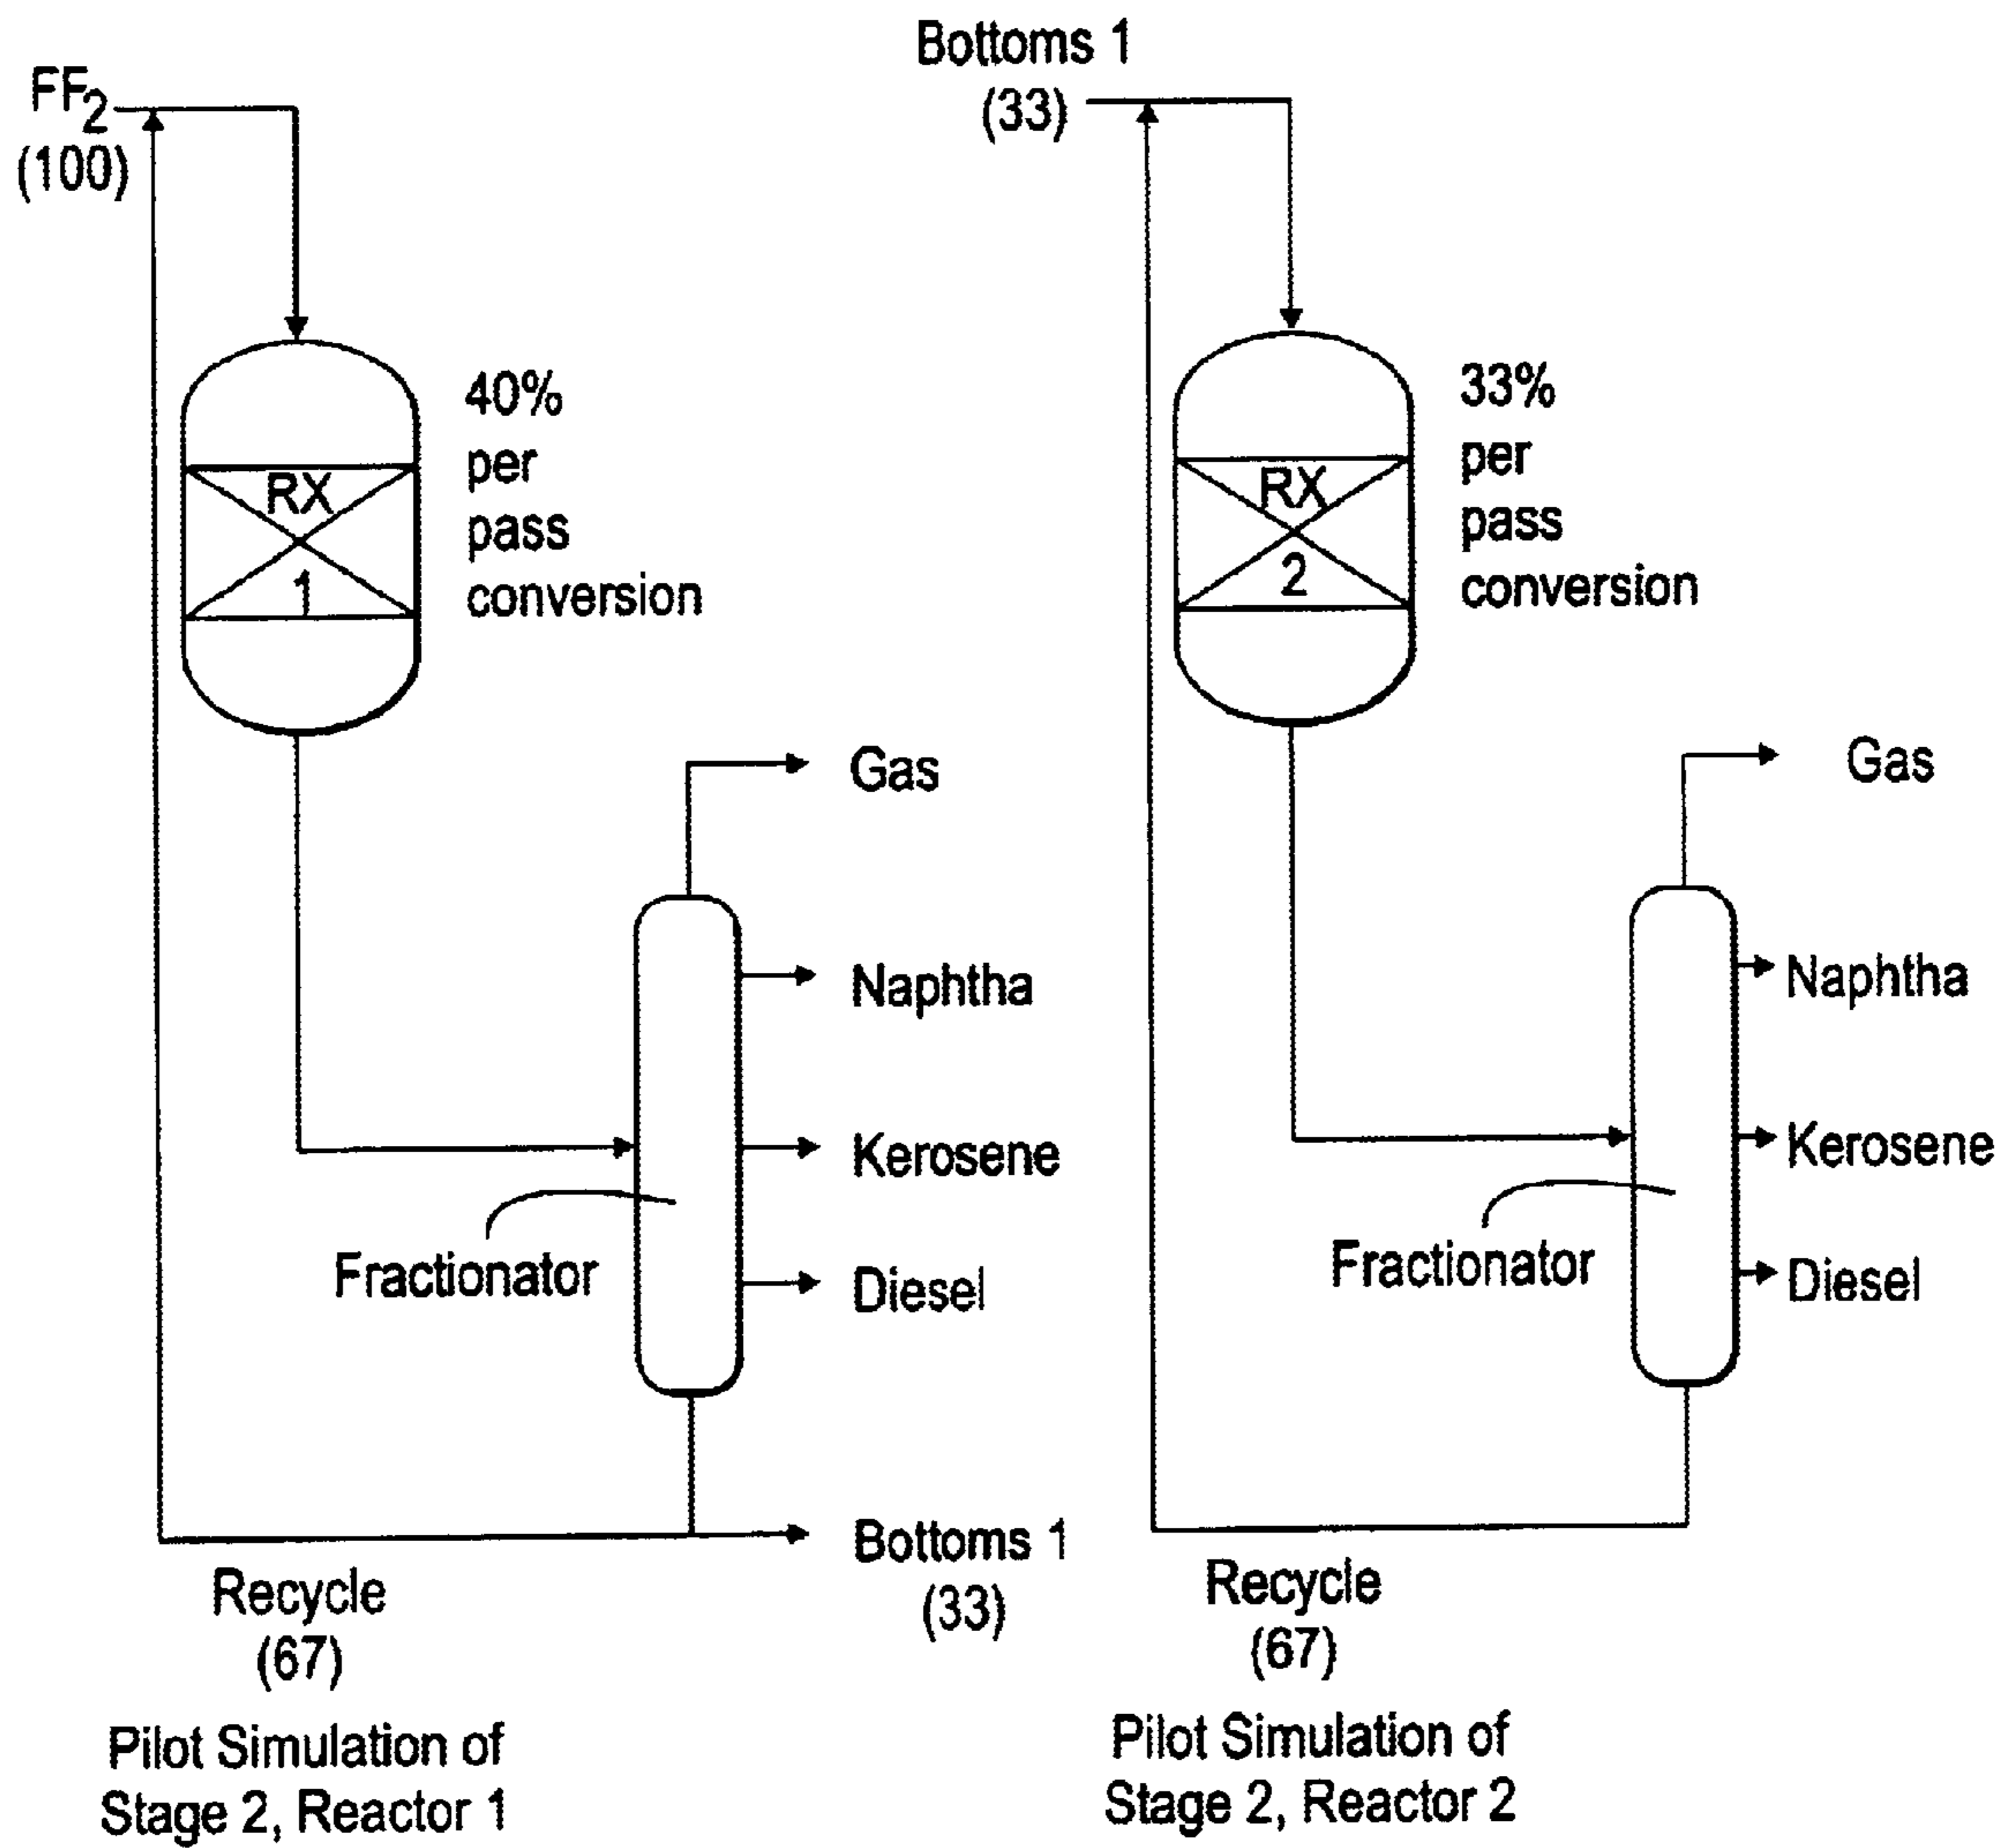 FF2
(100)
40%
per
pass
conversion
RX
1
Gas
Naphtha
Kerosene
Fractionator
Diesel
Bottoms 1
(33)
Recycle
(67)
Pilot Simulation of
Stage 2, Reactor 1
Bottoms 1
(33)
33%
per
pass
conversion
RX
2
Gas
Naphtha
Kerosene
Fractionator
Diesel
Recycle
(67)
Pilot Simulation of
Stage 2, Reactor 2